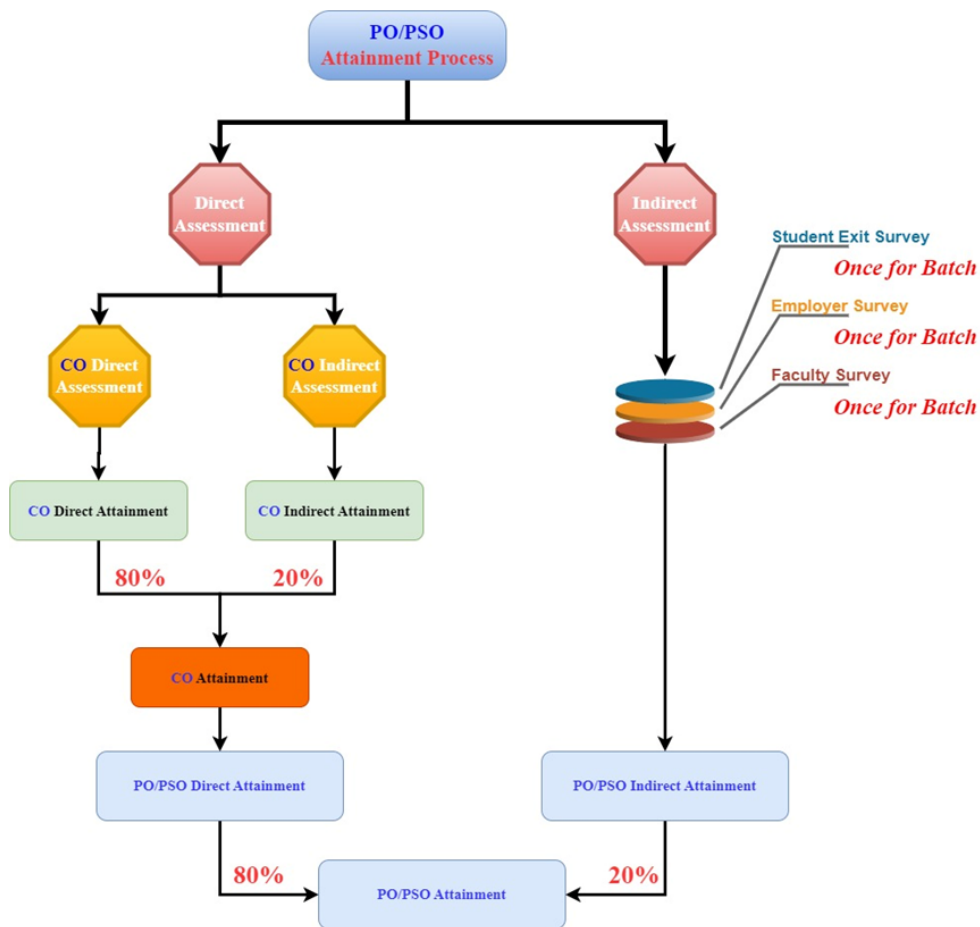 PO/PSO
Attainment Process
Direct
Assessment
Indirect
Assessment
Student Exit Survey
Once for Batch
Employer Survey
Once for Batch
Faculty Survey
Once for Batch
CO Direct
Assessment
CO Indirect
Assessment
CO Direct Attainment
CO Indirect Attainment
80%
20%
CO Attainment
PO/PSO Direct Attainment
PO/PSO Indirect Attainment
80%
20%
PO/PSO Attainment